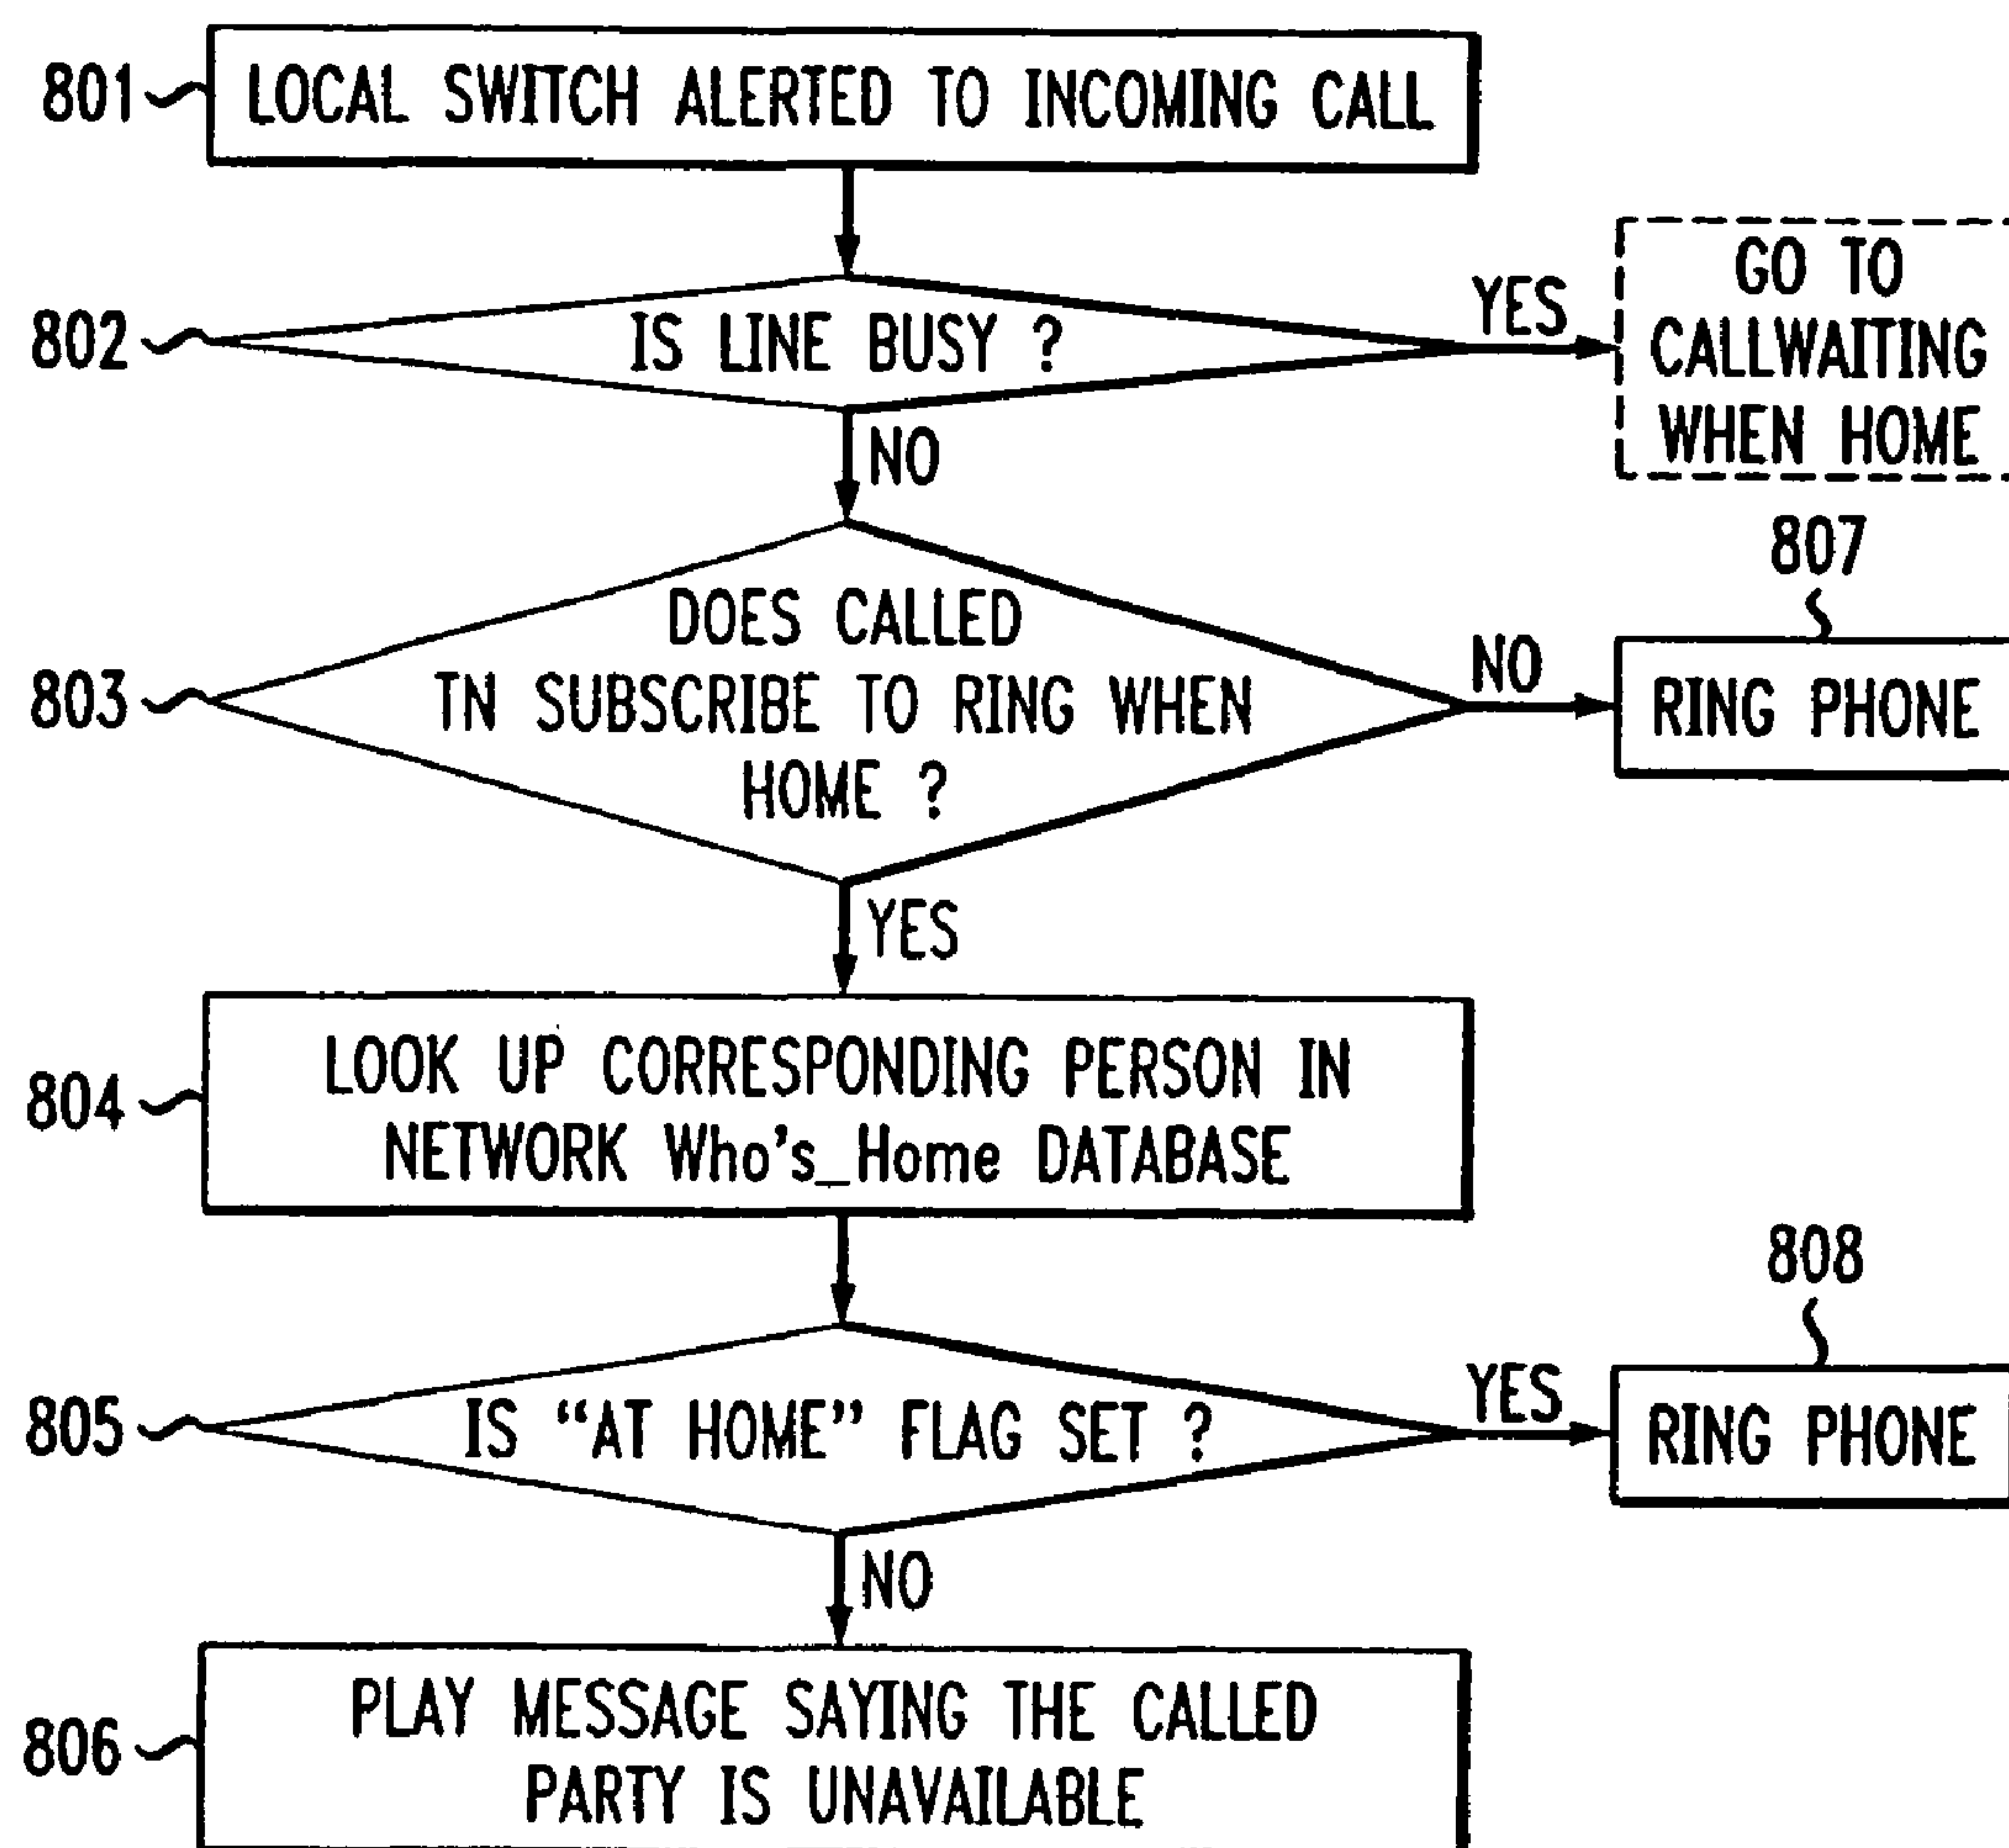 801
LOCAL SWITCH ALERTED TO INCOMING CALL
802
IS LINE BUSY ?
YES
GO TO
CALLWAITING
WHEN HOME
NO
803
DOES CALLED
TN SUBSCRIBE TO RING WHEN
HOME ?
NO
807
RING PHONE
YES
804
LOOK UP CORRESPONDING PERSON IN
NETWORK Who's_Home DATABASE
805
IS “AT HOME” FLAG SET ?
YES
808
RING PHONE
NO
806
PLAY MESSAGE SAYING THE CALLED
PARTY IS UNAVAILABLE